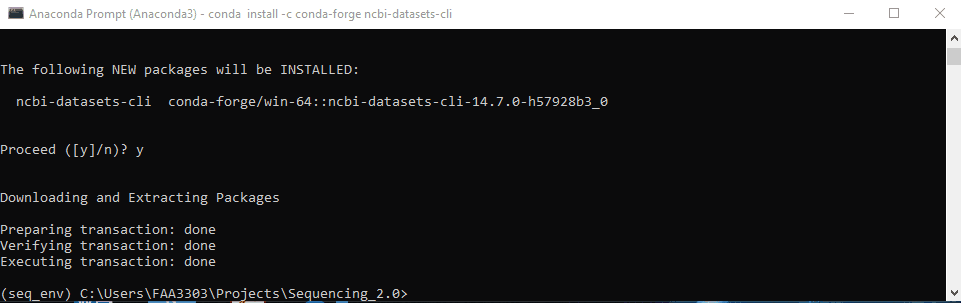 Anaconda Prompt (Anaconda3) - conda  install -c conda-forge ncbi-datasets-cli
The following NEW packages will be INSTALLED:
  ncbi-datasets-cli  conda-forge/win-64::ncbi-datasets-cli-14.7.0-h57928b3_0
Proceed ([y]/n)? y
Downloading and Extracting Packages
Preparing transaction: done
Verifying transaction: done
Executing transaction: done
(seq_env) C:\Users\FAA3303\Projects\Sequencing_2.0>